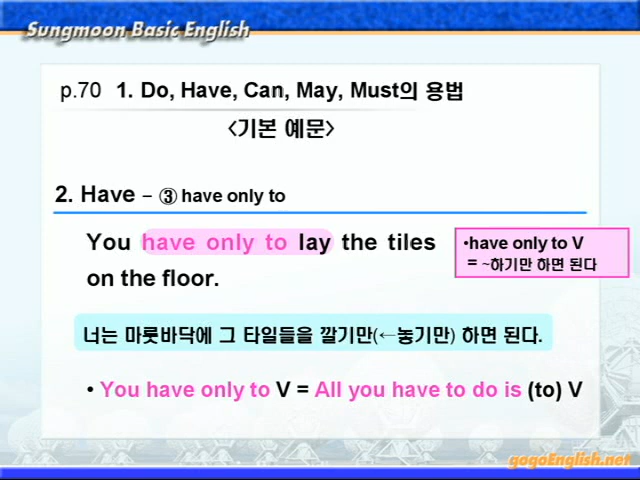 Sungmoon Basic English
p.70 1. Do, Have, Can, May, Must의 용법
<기본 예문>
2. Have – ③ have only to
You have only to lay the tiles
on the floor.
•have only to V
= ~하기만 하면 된다
너는 마룻바닥에 그 타일들을 깔기만(←놓기만) 하면 된다.
• You have only to V = All you have to do is (to) V
gogoEnglish.net